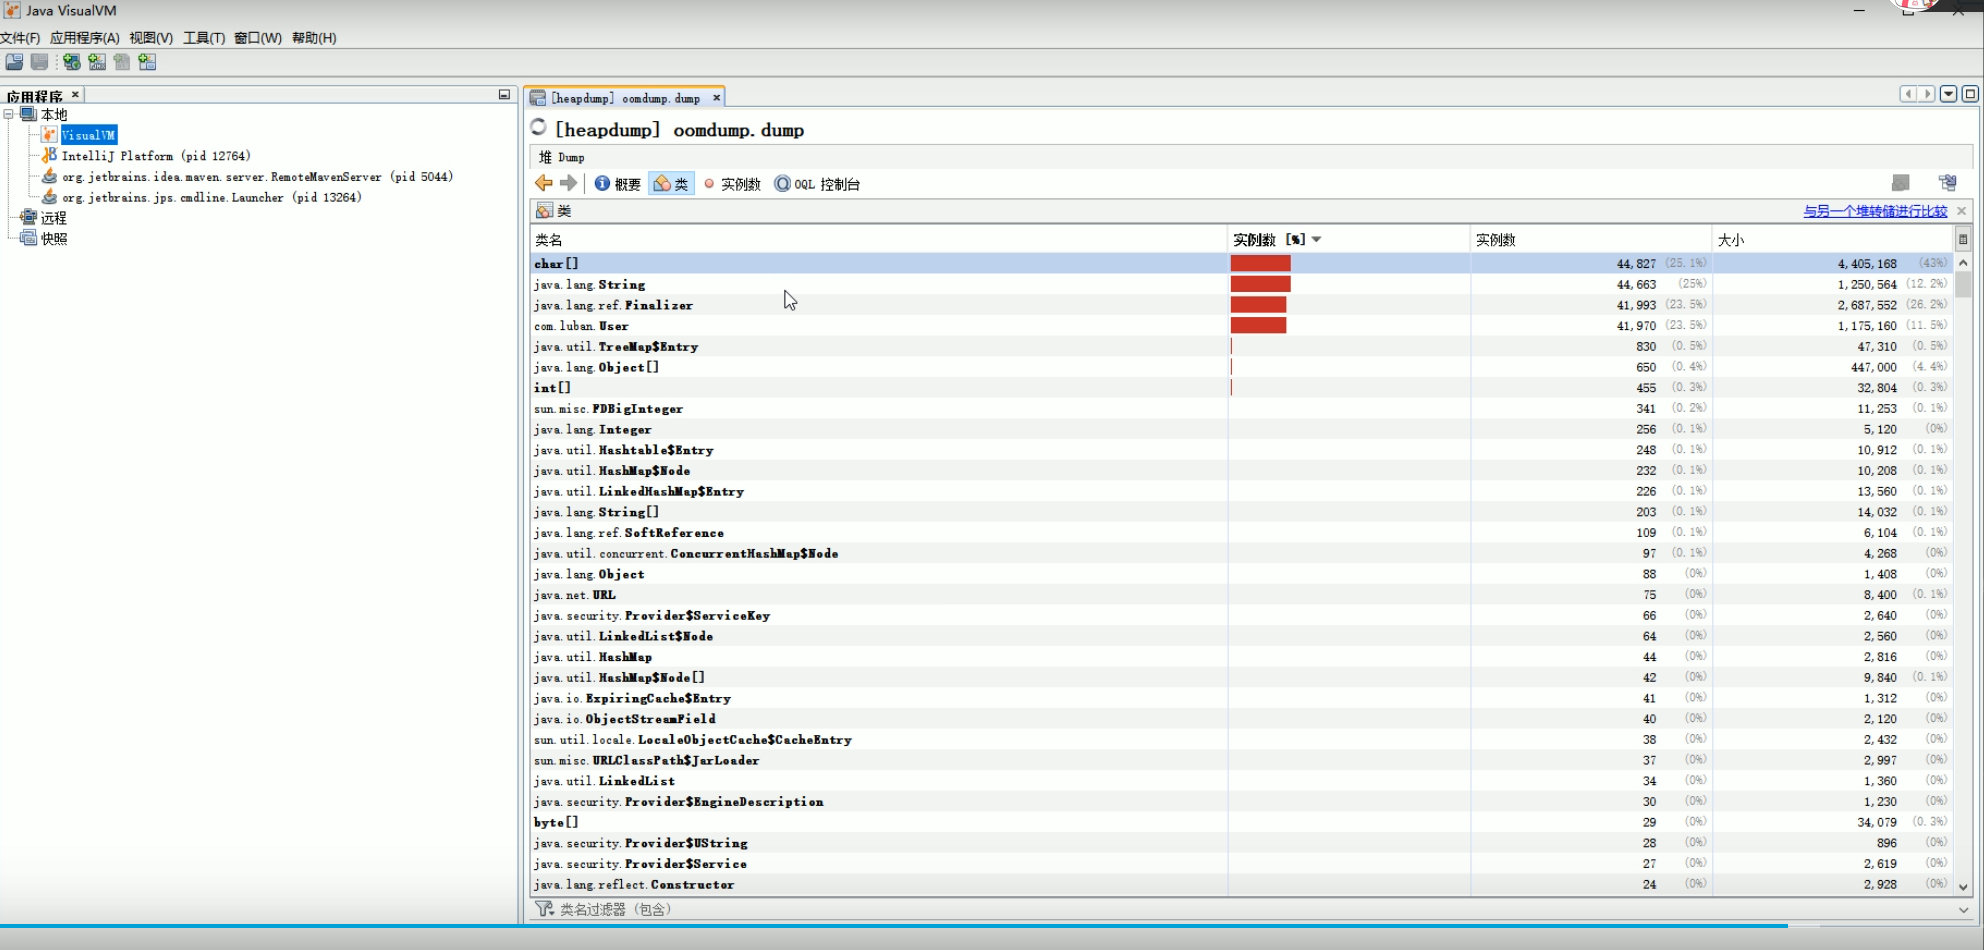 Java VisualVM
文件(F) 应用程序(A) 视图(V) 工具(T) 窗口(W) 帮助(H)
应用程序
本地
VisualVM
IntelliJ Platform (pid 12764)
org.jetbrains.idea.maven.server.RemoteMavenServer (pid 5044)
org.jetbrains.jps.cmdline.Launcher (pid 13264)
远程
快照
[heapdump] oomdump.dump
[heapdump] oomdump.dump
堆 Dump
概要 类 实例数 OQL 控制台
类 与另一个堆转储进行比较
类名 实例数 [%] 实例数 大小
char[] 44,827 (25.1%) 4,405,168 (43%)
java.lang.String 44,663 (25%) 1,250,564 (12.2%)
java.lang.ref.Finalizer 41,993 (23.5%) 2,687,552 (26.2%)
com.luban.User 41,970 (23.5%) 1,175,160 (11.5%)
java.util.TreeMap$Entry 830 (0.5%) 47,310 (0.5%)
java.lang.Object[] 650 (0.4%) 447,000 (4.4%)
int[] 455 (0.3%) 32,804 (0.3%)
sun.misc.FDBigInteger 341 (0.2%) 11,253 (0.1%)
java.lang.Integer 256 (0.1%) 5,120 (0%)
java.util.Hashtable$Entry 248 (0.1%) 10,912 (0.1%)
java.util.HashMap$Node 232 (0.1%) 10,208 (0.1%)
java.util.LinkedHashMap$Entry 226 (0.1%) 13,560 (0.1%)
java.lang.String[] 203 (0.1%) 14,032 (0.1%)
java.lang.ref.SoftReference 109 (0.1%) 6,104 (0.1%)
java.util.concurrent.ConcurrentHashMap$Node 97 (0.1%) 4,268 (0%)
java.lang.Object 88 (0%) 1,408 (0%)
java.net.URL 75 (0%) 8,400 (0.1%)
java.security.Provider$ServiceKey 66 (0%) 2,640 (0%)
java.util.LinkedList$Node 64 (0%) 2,560 (0%)
java.util.HashMap 44 (0%) 2,816 (0%)
java.util.HashMap$Node[] 42 (0%) 9,840 (0.1%)
java.io.ExpiringCache$Entry 41 (0%) 1,312 (0%)
java.io.ObjectStreamField 40 (0%) 2,120 (0%)
sun.util.locale.LocaleObjectCache$CacheEntry 38 (0%) 2,432 (0%)
sun.misc.URLClassPath$JarLoader 37 (0%) 2,997 (0%)
java.util.LinkedList 34 (0%) 1,360 (0%)
java.security.Provider$EngineDescription 30 (0%) 1,230 (0%)
byte[] 29 (0%) 34,079 (0.3%)
java.security.Provider$UString 28 (0%) 896 (0%)
java.security.Provider$Service 27 (0%) 2,619 (0%)
java.lang.reflect.Constructor 24 (0%) 2,928 (0%)
类名过滤器 (包含)